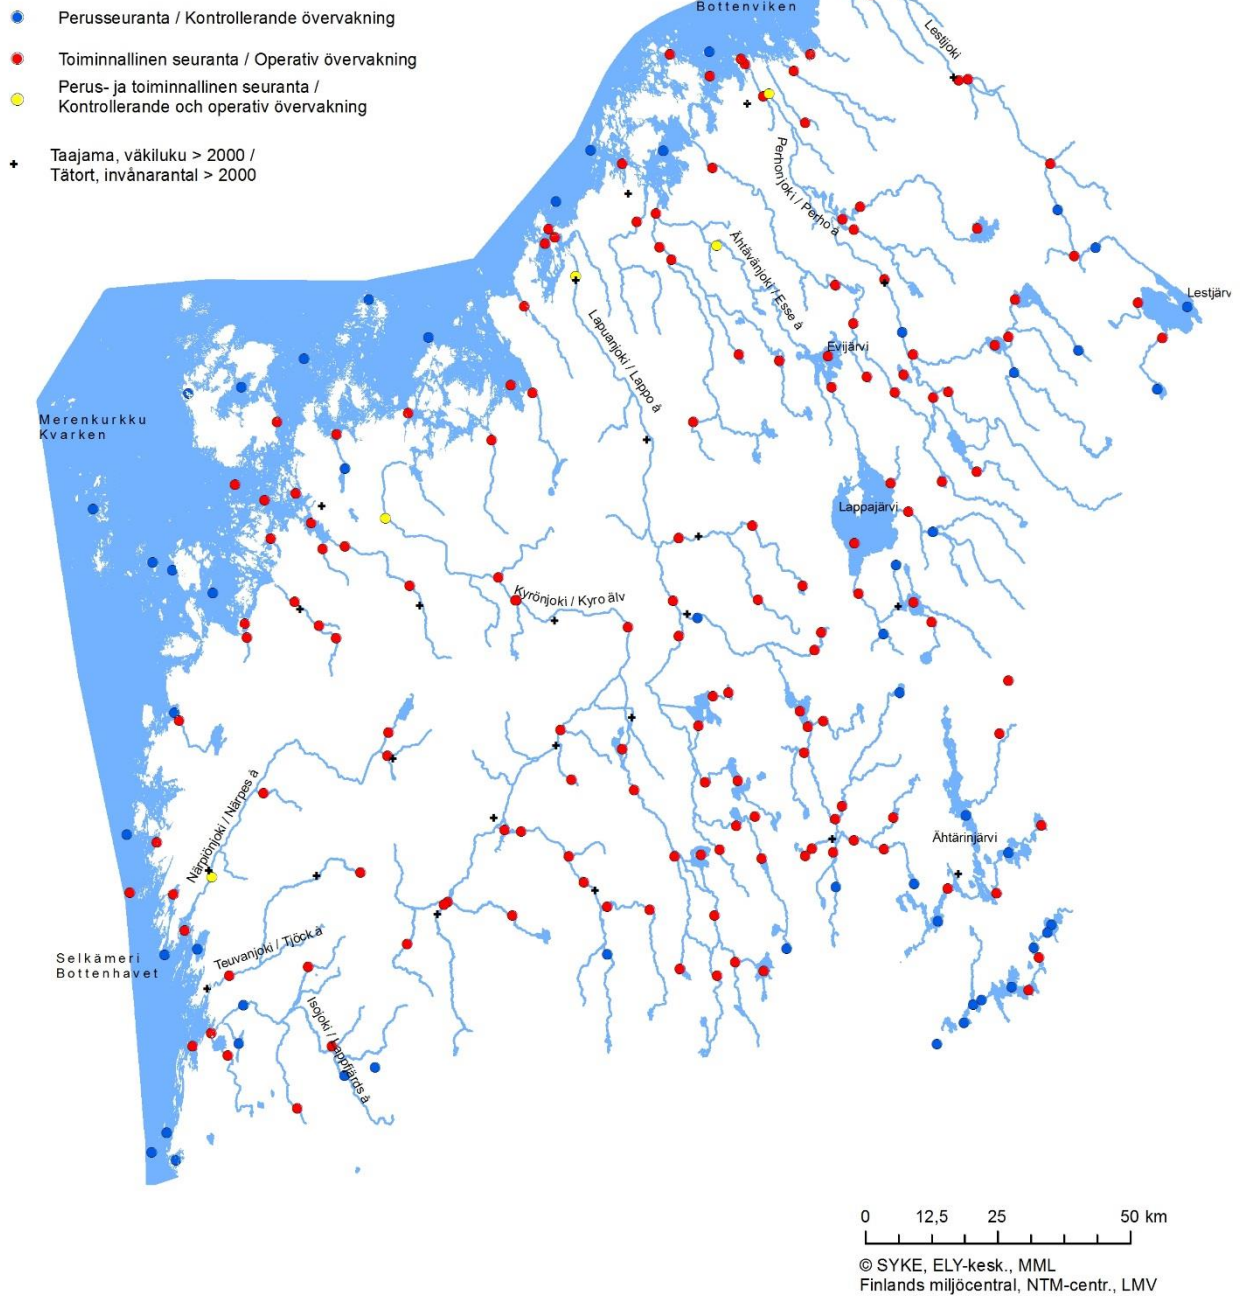 Perusseuranta / Kontrollerande övervakning
Toiminnallinen seuranta / Operativ övervakning
Perus- ja toiminnallinen seuranta /
Kontrollerande och operativ övervakning
Taajama, väkiluku > 2000 /
Tätort, invånarantal > 2000
Bottenviken
Lestijoki
Perhonjoki / Perho å
Ähtävänjoki / Esse å
Lestjärv
Lapuanjoki / Lappo å
Evijärvi
Merenkurkku
Kvarken
Lappajärvi
Kyrönjoki / Kyro älv
Närpiönjoki / Närpes å
Ähtärinjärvi
Teuvanjoki / Tjöck å
Selkämeri
Bottenhavet
Isojoki / Lappfjärds å
0 12,5 25 50 km
© SYKE, ELY-kesk., MML
Finlands miljöcentral, NTM-centr., LMV